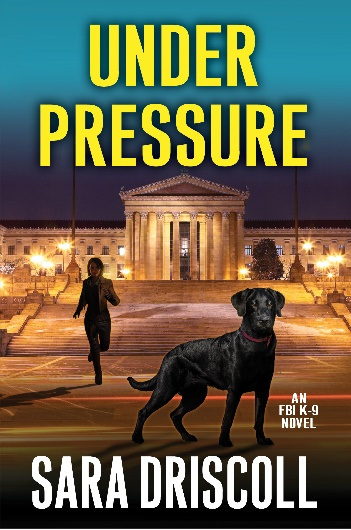 UNDER
PRESSURE
AN
FBI K-9
NOVEL
SARA DRISCOLL